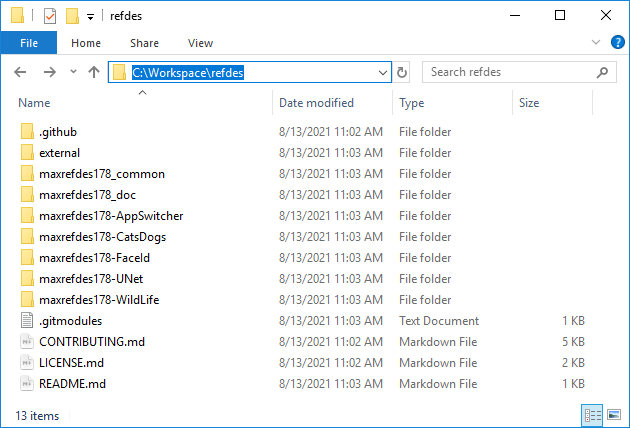 refdes
File Home Share View
C:\Workspace\refdes Search refdes
Name Date modified Type Size
.github 8/13/2021 11:02 AM File folder
external 8/13/2021 11:03 AM File folder
maxrefdes178_common 8/13/2021 11:02 AM File folder
maxrefdes178_doc 8/13/2021 11:03 AM File folder
maxrefdes178-AppSwitcher 8/13/2021 11:03 AM File folder
maxrefdes178-CatsDogs 8/13/2021 11:03 AM File folder
maxrefdes178-FaceId 8/13/2021 11:03 AM File folder
maxrefdes178-UNet 8/13/2021 11:03 AM File folder
maxrefdes178-WildLife 8/13/2021 11:03 AM File folder
.gitmodules 8/13/2021 11:03 AM Text Document 1 KB
CONTRIBUTING.md 8/13/2021 11:02 AM Markdown File 5 KB
LICENSE.md 8/13/2021 11:02 AM Markdown File 2 KB
README.md 8/13/2021 11:03 AM Markdown File 1 KB
13 items